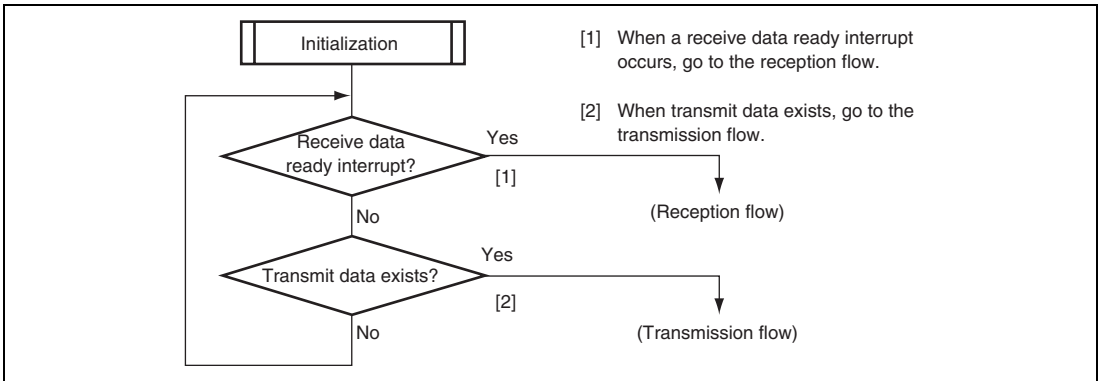 Initialization
[1] When a receive data ready interrupt
occurs, go to the reception flow.
[2] When transmit data exists, go to the
transmission flow.
Receive data
ready interrupt?
Yes
[1]
(Reception flow)
No
Transmit data exists?
Yes
[2]
(Transmission flow)
No